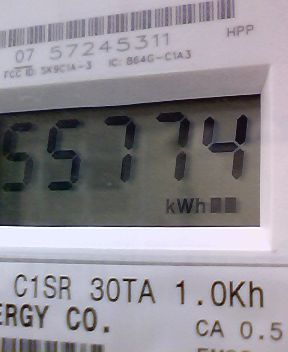 HPP
07 57245311
FCC ID: SK9C1A-3 IC: 864G-C1A3
55774
kWh
C1SR 30TA 1.0Kh
ERGY CO.
CA 0.5